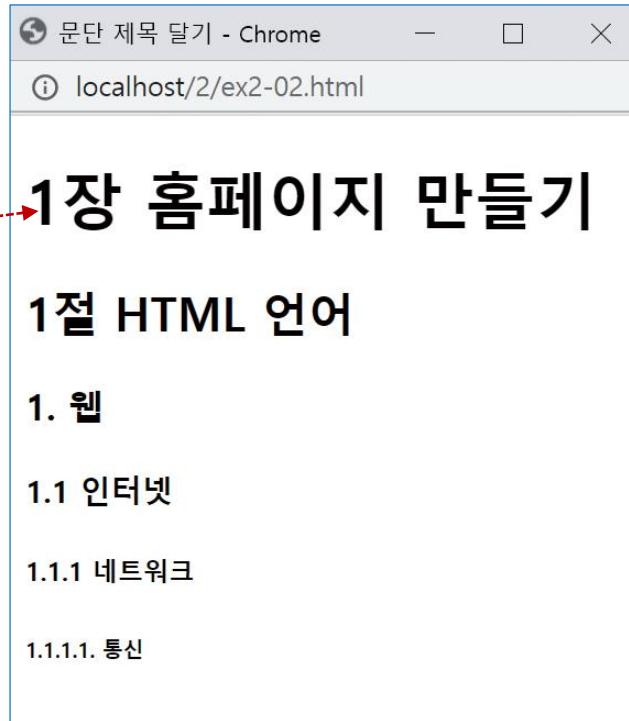 문단 제목 달기 - Chrome
localhost/2/ex2-02.html
1장 홈페이지 만들기
1절 HTML 언어
1. 웹
1.1 인터넷
1.1.1 네트워크
1.1.1.1. 통신